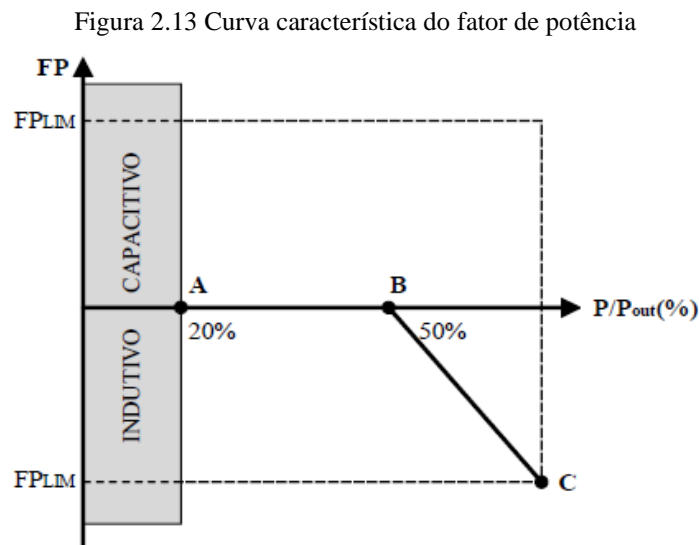 Figura 2.13 Curva característica do fator de potência
FP
FPLIM
CAPACITIVO
INDUTIVO
A
B
P/Pout(%)
20%
50%
FPLIM
C